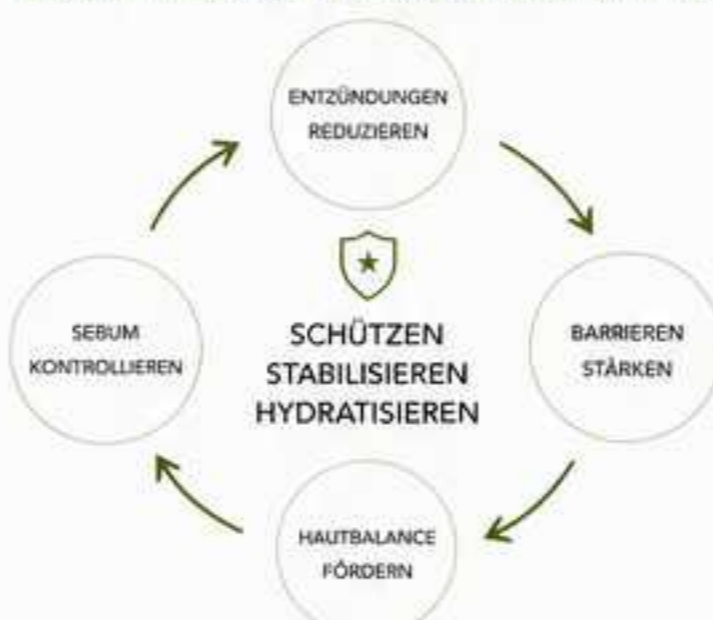 ENTZÜNDUNGEN
REDUZIEREN
BARRIEREN
STÄRKEN
HAUTBALANCE
FÖRDERN
SEBUM
KONTROLLIEREN
SCHÜTZEN
STABILISIEREN
HYDRATISIEREN